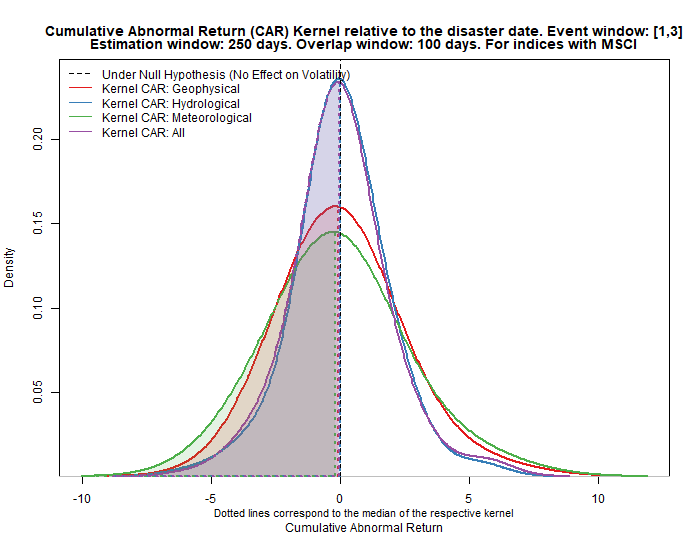 Cumulative Abnormal Return (CAR) Kernel relative to the disaster date. Event window: [1,3]
Estimation window: 250 days. Overlap window: 100 days. For indices with MSCI
Under Null Hypothesis (No Effect on Volatility)
Kernel CAR: Geophysical
Kernel CAR: Hydrological
Kernel CAR: Meteorological
Kernel CAR: All
0.20
0.15
0.10
0.05
Density
-10
-5
0
5
10
Dotted lines correspond to the median of the respective kernel
Cumulative Abnormal Return